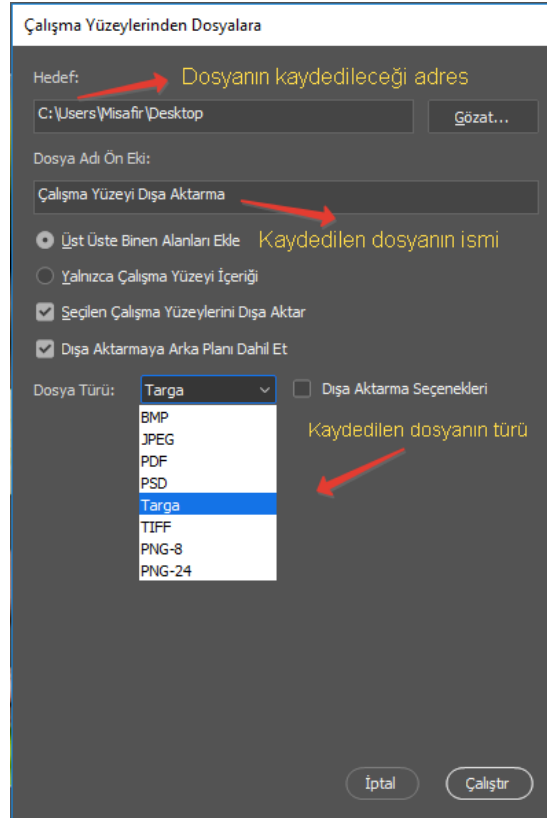 Çalışma Yüzeylerinden Dosyalara
Hedef:
Dosyanın kaydedileceği adres
C:\Users\Misafir\Desktop
Gözat...
Dosya Adı Ön Eki:
Çalışma Yüzeyi Dışa Aktarma
Üst Üste Binen Alanları Ekle
Kaydedilen dosyanın ismi
Yalnızca Çalışma Yüzeyi İçeriği
Seçilen Çalışma Yüzeylerini Dışa Aktar
Dışa Aktarmaya Arka Planı Dahil Et
Dosya Türü:
Targa
Dışa Aktarma Seçenekleri
BMP
JPEG
PDF
PSD
Targa
TIFF
PNG-8
PNG-24
Kaydedilen dosyanın türü
İptal
Çalıştır